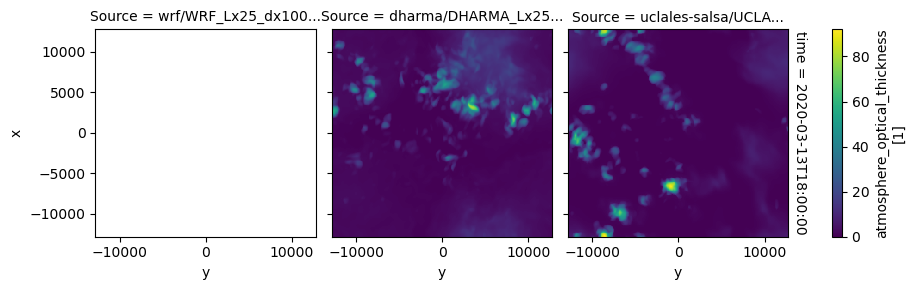 Source = wrf/WRF_Lx25_dx100...
Source = dharma/DHARMA_Lx25...
Source = uclales-salsa/UCLA...
x
10000
5000
0
−5000
−10000
−10000 0 10000
y
−10000 0 10000
y
−10000 0 10000
y
time = 2020-03-13T18:00:00
80
60
40
20
0
atmosphere_optical_thickness
[1]